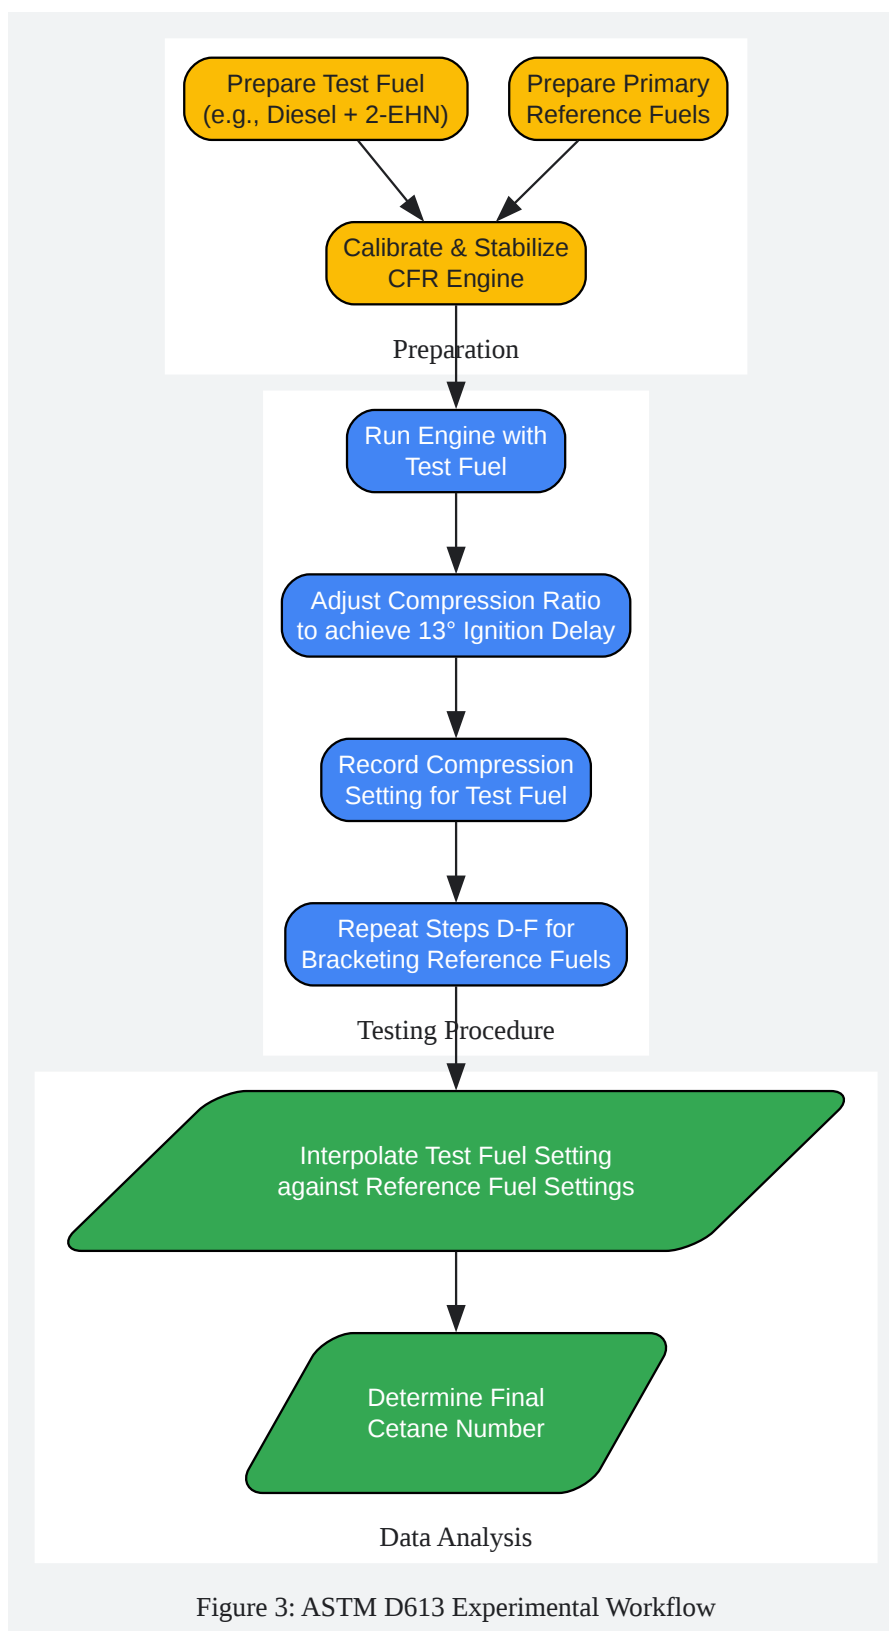 Prepare Test Fuel
(e.g., Diesel + 2-EHN)
Prepare Primary
Reference Fuels
Calibrate & Stabilize
CFR Engine
Preparation
Run Engine with
Test Fuel
Adjust Compression Ratio
to achieve 13° Ignition Delay
Record Compression
Setting for Test Fuel
Repeat Steps D-F for
Bracketing Reference Fuels
Testing Procedure
Interpolate Test Fuel Setting
against Reference Fuel Settings
Determine Final
Cetane Number
Data Analysis
Figure 3: ASTM D613 Experimental Workflow